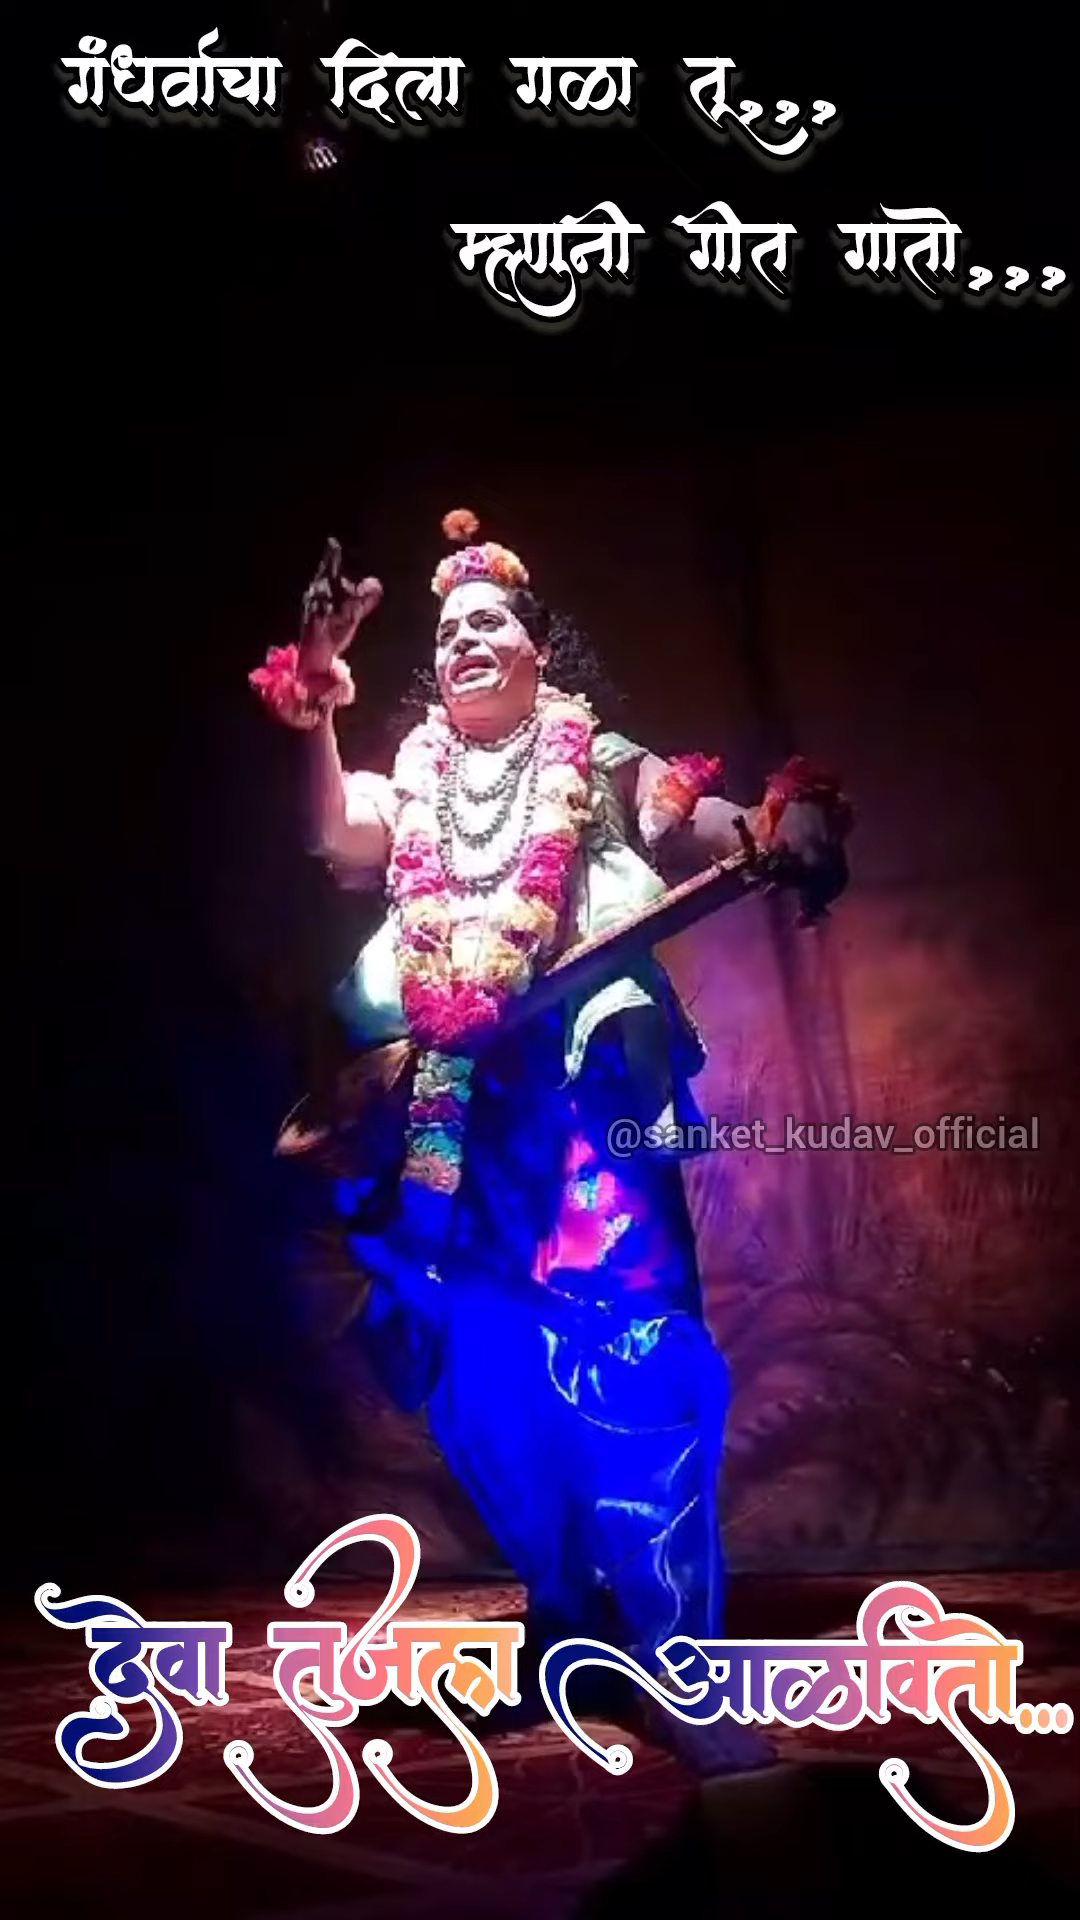 गंधर्वाचा दिला गळा तू,,,
म्हणुनी गीत गातो,,,
@sanket_kudav_official
देवा तुजला आळवितो...